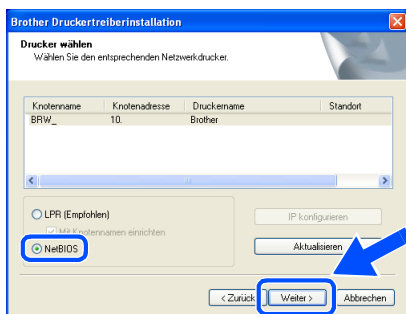 Brother Druckertreiberinstallation
Drucker wählen
Wählen Sie den entsprechenden Netzwerkdrucker.
Knotenname Knotenadresse Druckername Standort
BRW_ 10. Brother
LPR (Empfohlen)
IP konfigurieren
Mit Knotennamen einrichten
NetBIOS
Aktualisieren
< Zurück Weiter > Abbrechen